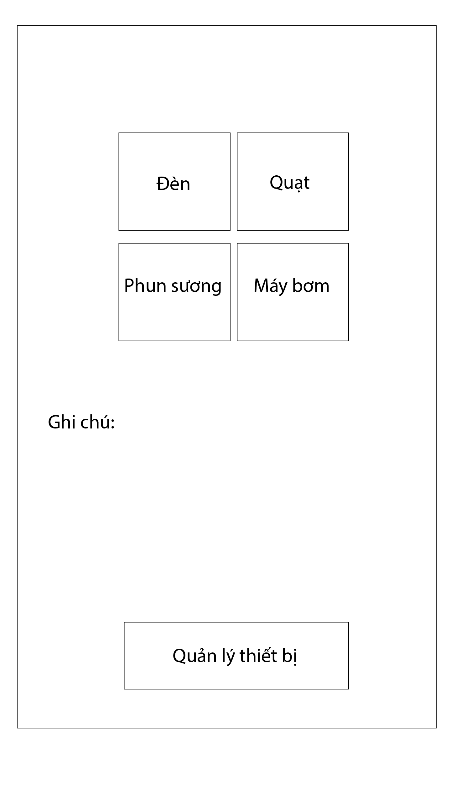 Đèn
Quạt
Phun sương
Máy bơm
Ghi chú:
Quản lý thiết bị